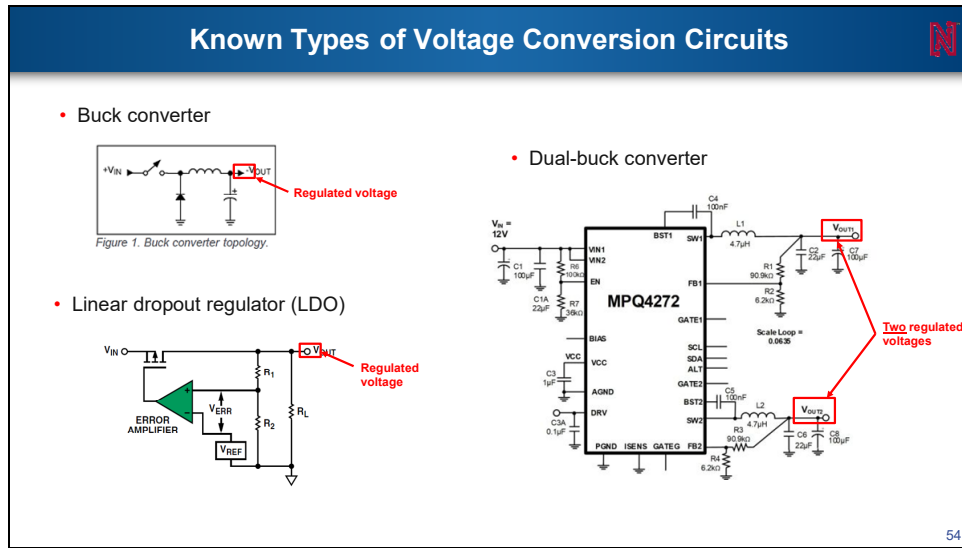 Known Types of Voltage Conversion Circuits
N
• Buck converter
+VIN
-VOUT
+
Regulated voltage
Figure 1. Buck converter topology.
• Linear dropout regulator (LDO)
VIN
VOUT
Regulated
voltage
R1
+
VERR
−
ERROR
AMPLIFIER
R2
RL
VREF
• Dual-buck converter
C4
100nF
VIN =
12V
BST1
SW1
L1
4.7µH
VOUT1
VIN1
VIN2
C1
100µF
R6
100kΩ
C2
22µF
C7
100µF
R1
90.9kΩ
EN
FB1
C1A
22µF
R7
36kΩ
MPQ4272
R2
6.2kΩ
GATE1
Scale Loop =
0.0635
Two regulated
voltages
BIAS
SCL
SDA
ALT
VCC
VCC
C3
1µF
GATE2
AGND
C5
100nF
BST2
L2
4.7µH
VOUT2
DRV
SW2
C3A
0.1µF
R3
90.9kΩ
C6
22µF
C8
100µF
PGND ISENS GATEG FB2
R4
6.2kΩ
54